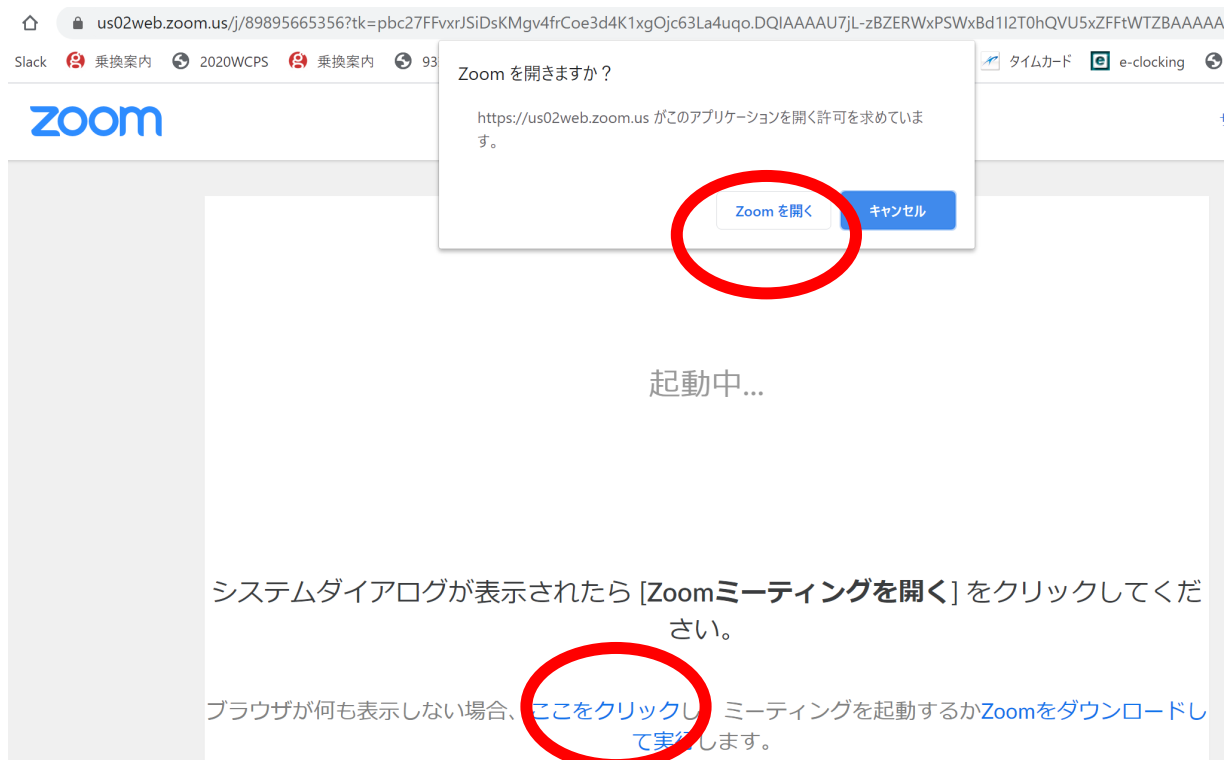 us02web.zoom.us/j/89895665356?tk=pbc27FFvxrJSiDsKMgv4frCoe3d4K1xgOjc63La4uqo.DQIAAAAU7jL-zBZERWxPSWxBd1I2T0hQVU5xZFFtWTZBAAAAA
Slack 乗換案内 2020WCPS 乗換案内 93 タイムカード e-clocking
zoom
Zoom を開きますか？
https://us02web.zoom.us がこのアプリケーションを開く許可を求めていま
す。
Zoom を開く キャンセル
起動中...
システムダイアログが表示されたら [Zoomミーティングを開く] をクリックしてくだ
さい。
ブラウザが何も表示しない場合、ここをクリックし、ミーティングを起動するかZoomをダウンロードし
て実行します。